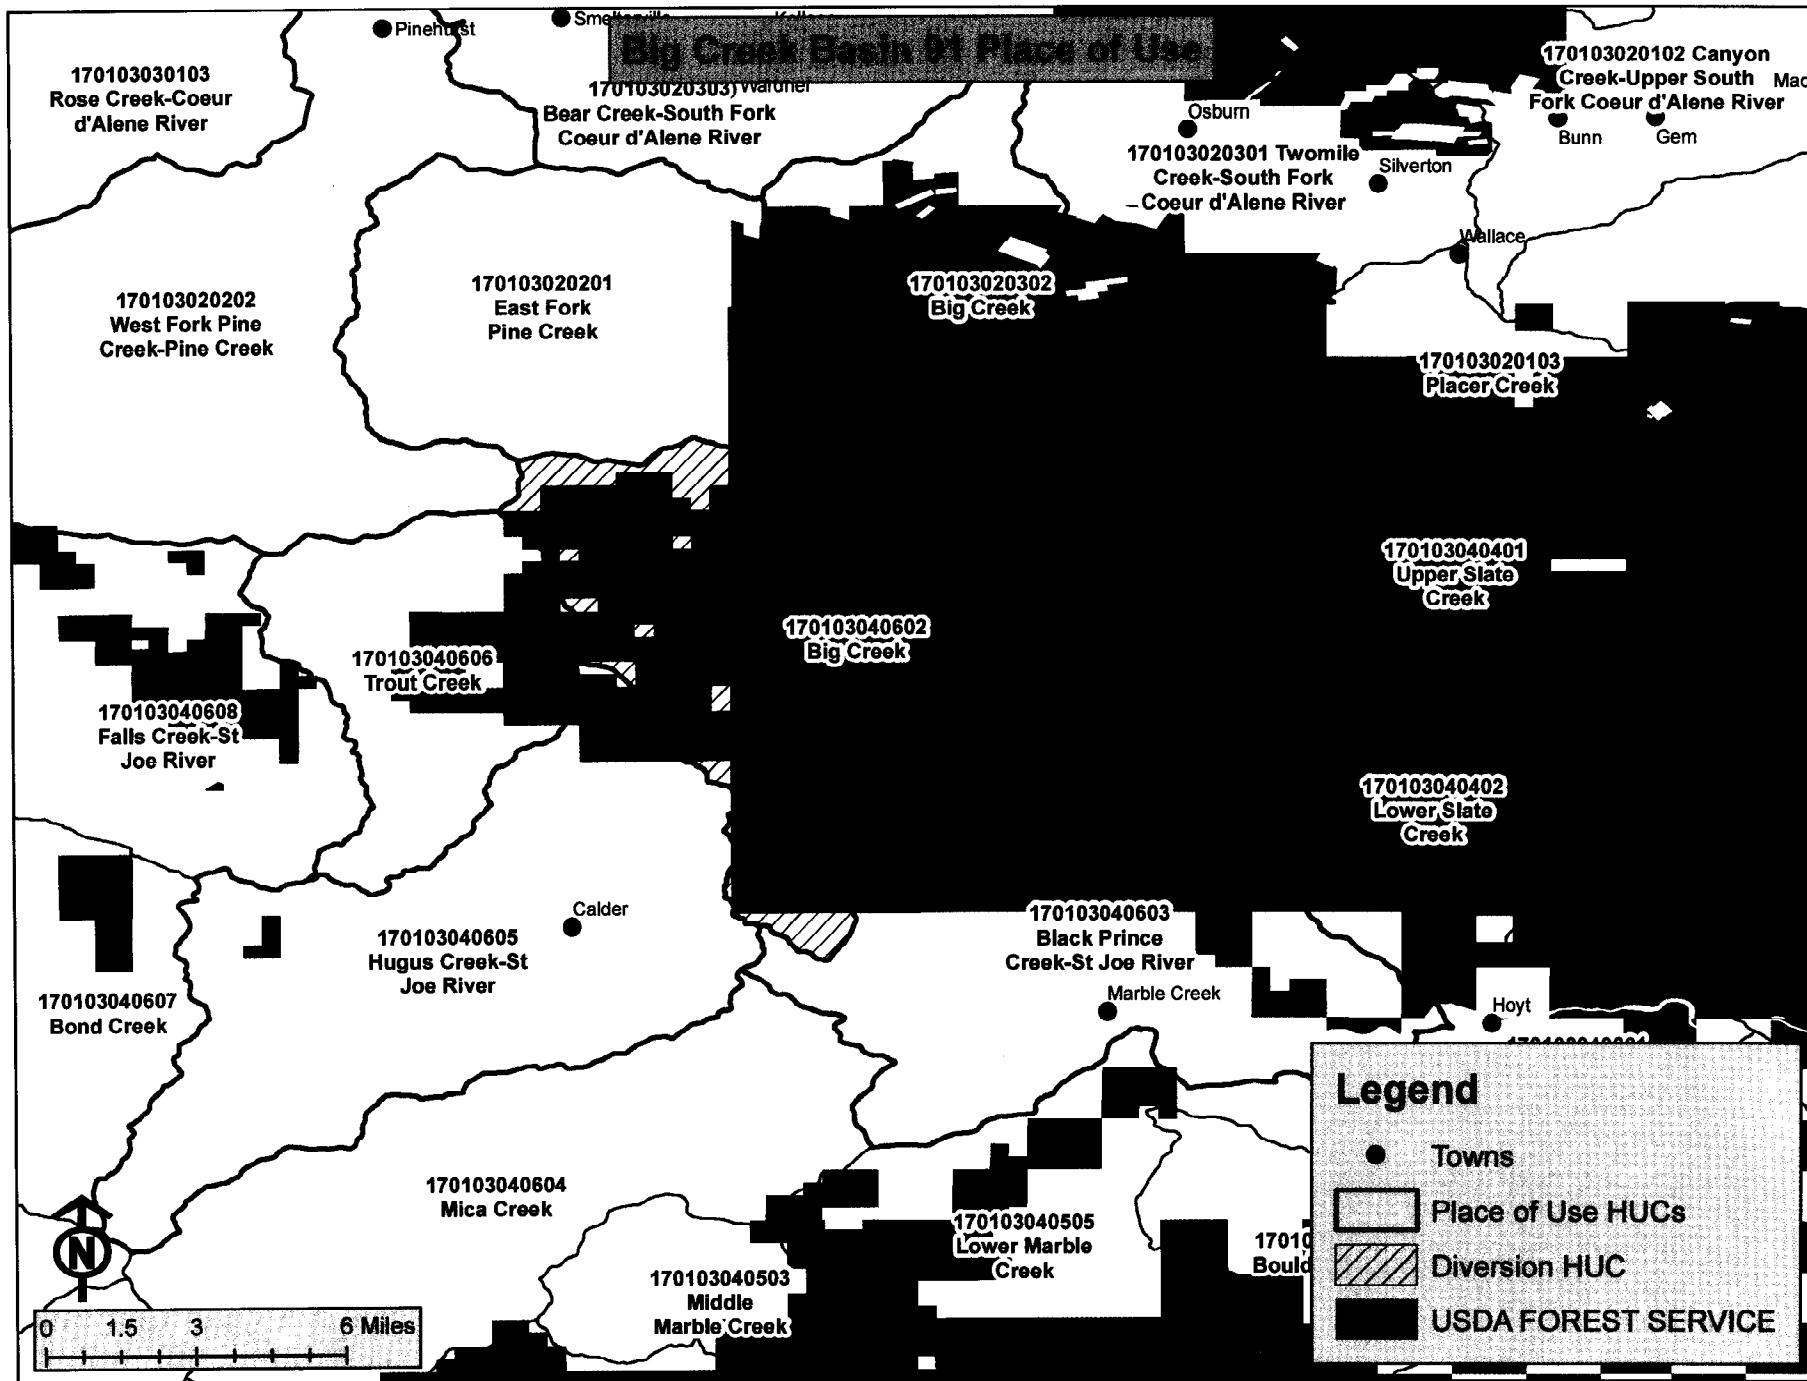 Pinehurst
Big Creek Basin 91 Place of Use
170103030103
Rose Creek-Coeur
d'Alene River
170103020303)
Wardner
Bear Creek-South Fork
Coeur d'Alene River
Osburn
170103020301 Twomile
Creek-South Fork
Coeur d'Alene River
Silverton
170103020102 Canyon
Creek-Upper South
Fork Coeur d'Alene River
Bunn
Gem
Wallace
170103020202
West Fork Pine
Creek-Pine Creek
170103020201
East Fork
Pine Creek
170103020302
Big Creek
170103020103
Placer Creek
170103040401
Upper Slate
Creek
170103040602
Big Creek
170103040606
Trout Creek
170103040608
Falls Creek-St
Joe River
170103040402
Lower Slate
Creek
Calder
170103040605
Hugus Creek-St
Joe River
170103040603
Black Prince
Creek-St Joe River
Marble Creek
Hoyt
170103040607
Bond Creek
170103040604
Mica Creek
170103040505
Lower Marble
Creek
170103040503
Middle
Marble Creek
17010
Bould
N
0 1.5 3 6 Miles
Legend
Towns
Place of Use HUCs
Diversion HUC
USDA FOREST SERVICE